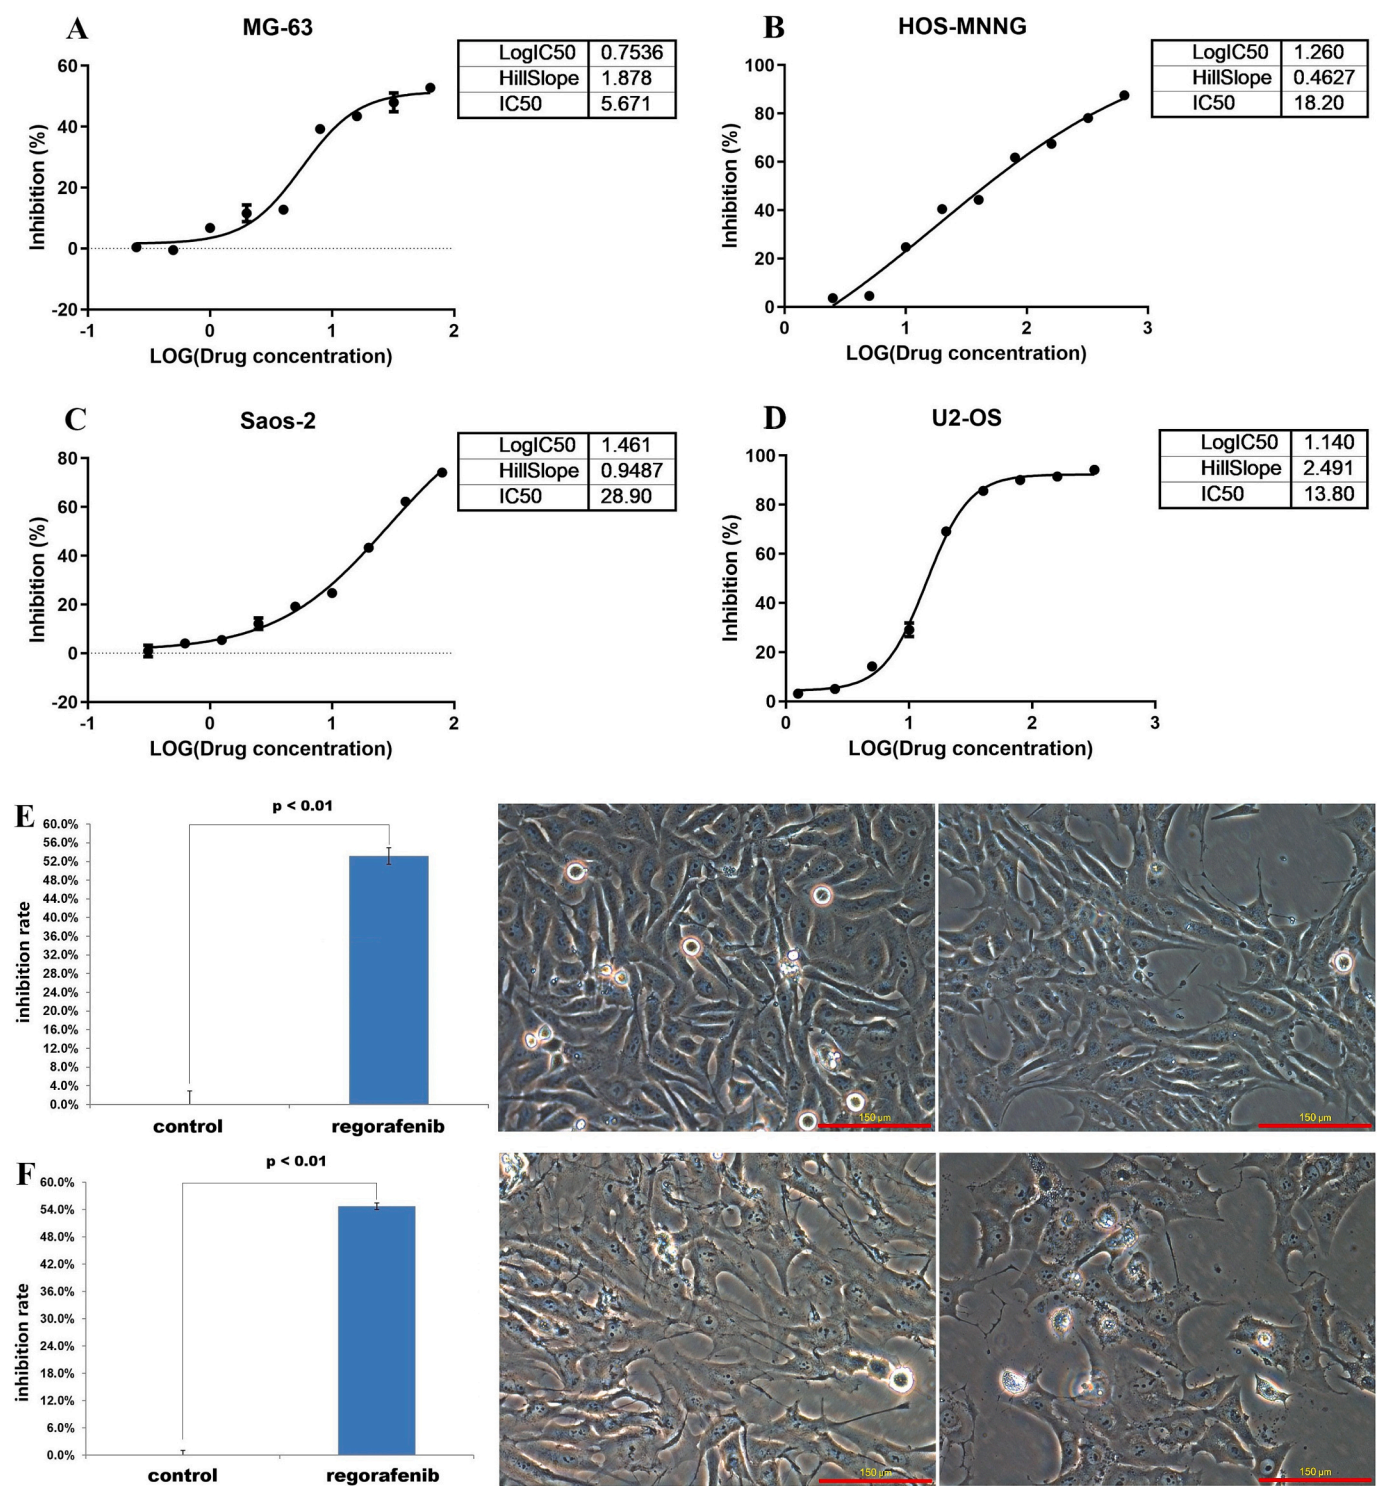 A
MG-63
LogIC50 0.7536
HillSlope 1.878
IC50 5.671
60
40
20
0
-20
-1 0 1 2
Inhibition (%)
LOG(Drug concentration)
B
HOS-MNNG
LogIC50 1.260
HillSlope 0.4627
IC50 18.20
100
80
60
40
20
0
0 1 2 3
Inhibition (%)
LOG(Drug concentration)
C
Saos-2
LogIC50 1.461
HillSlope 0.9487
IC50 28.90
80
60
40
20
0
-20
-1 0 1 2
Inhibition (%)
LOG(Drug concentration)
D
U2-OS
LogIC50 1.140
HillSlope 2.491
IC50 13.80
100
80
60
40
20
0
0 1 2 3
Inhibition (%)
LOG(Drug concentration)
E
p < 0.01
60.0%
56.0%
52.0%
48.0%
44.0%
40.0%
36.0%
32.0%
28.0%
24.0%
20.0%
16.0%
12.0%
8.0%
4.0%
0.0%
inhibition rate
control regorafenib
150 µm
150 µm
F
p < 0.01
60.0%
54.0%
48.0%
42.0%
36.0%
30.0%
24.0%
18.0%
12.0%
6.0%
0.0%
inhibition rate
control regorafenib
150 µm
150 µm